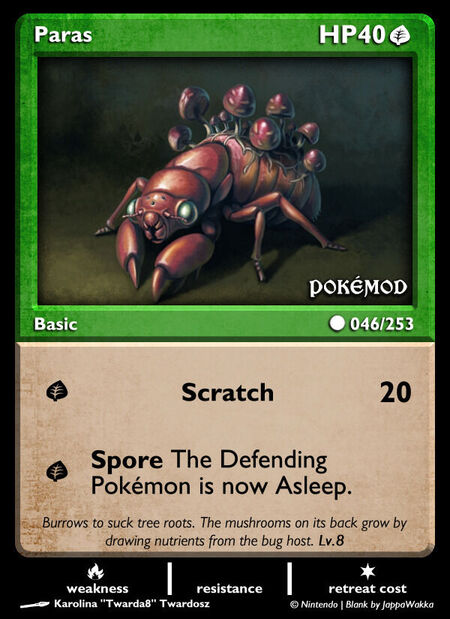 Paras HP40
POKÉMOD
Basic 046/253
Scratch 20
Spore The Defending
Pokémon is now Asleep.
Burrows to suck tree roots. The mushrooms on its back grow by
drawing nutrients from the bug host. Lv.8
weakness resistance retreat cost
Karolina "Twarda8" Twardosz © Nintendo | Blank by JappaWakka